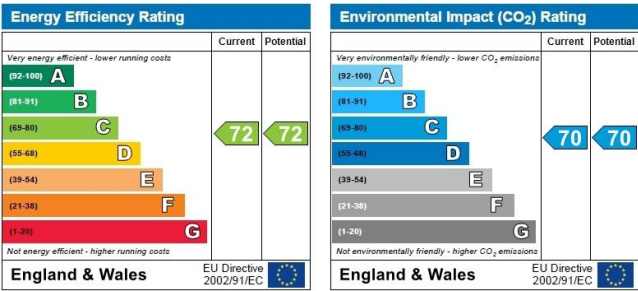 Energy Efficiency Rating
Current Potential
Very energy efficient - lower running costs
(92-100) A
(81-91) B
(69-80) C
72 72
(55-68) D
(39-54) E
(21-38) F
(1-20) G
Not energy efficient - higher running costs
England & Wales
EU Directive
2002/91/EC
Environmental Impact (CO2) Rating
Current Potential
Very environmentally friendly - lower CO2 emissions
(92-100) A
(81-91) B
(69-80) C
70 70
(55-68) D
(39-54) E
(21-38) F
(1-20) G
Not environmentally friendly - higher CO2 emissions
England & Wales
EU Directive
2002/91/EC